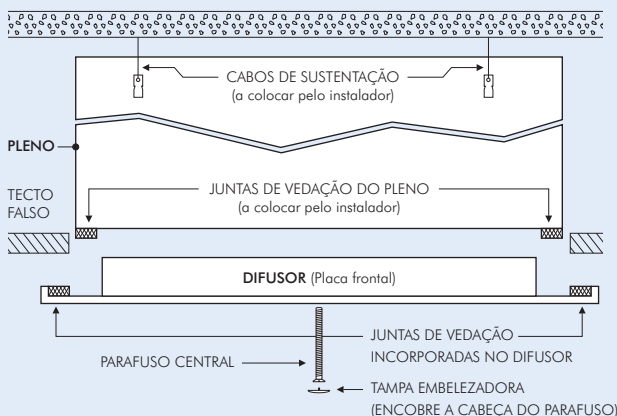 CABOS DE SUSTENTAÇÃO
(a colocar pelo instalador)
PLENO
TECTO
FALSO
JUNTAS DE VEDAÇÃO DO PLENO
(a colocar pelo instalador)
DIFUSOR (Placa frontal)
JUNTAS DE VEDAÇÃO
INCORPORADAS NO DIFUSOR
PARAFUSO CENTRAL
TAMPA EMBELEZADORA
(ENCOBRE A CABEÇA DO PARAFUSO)